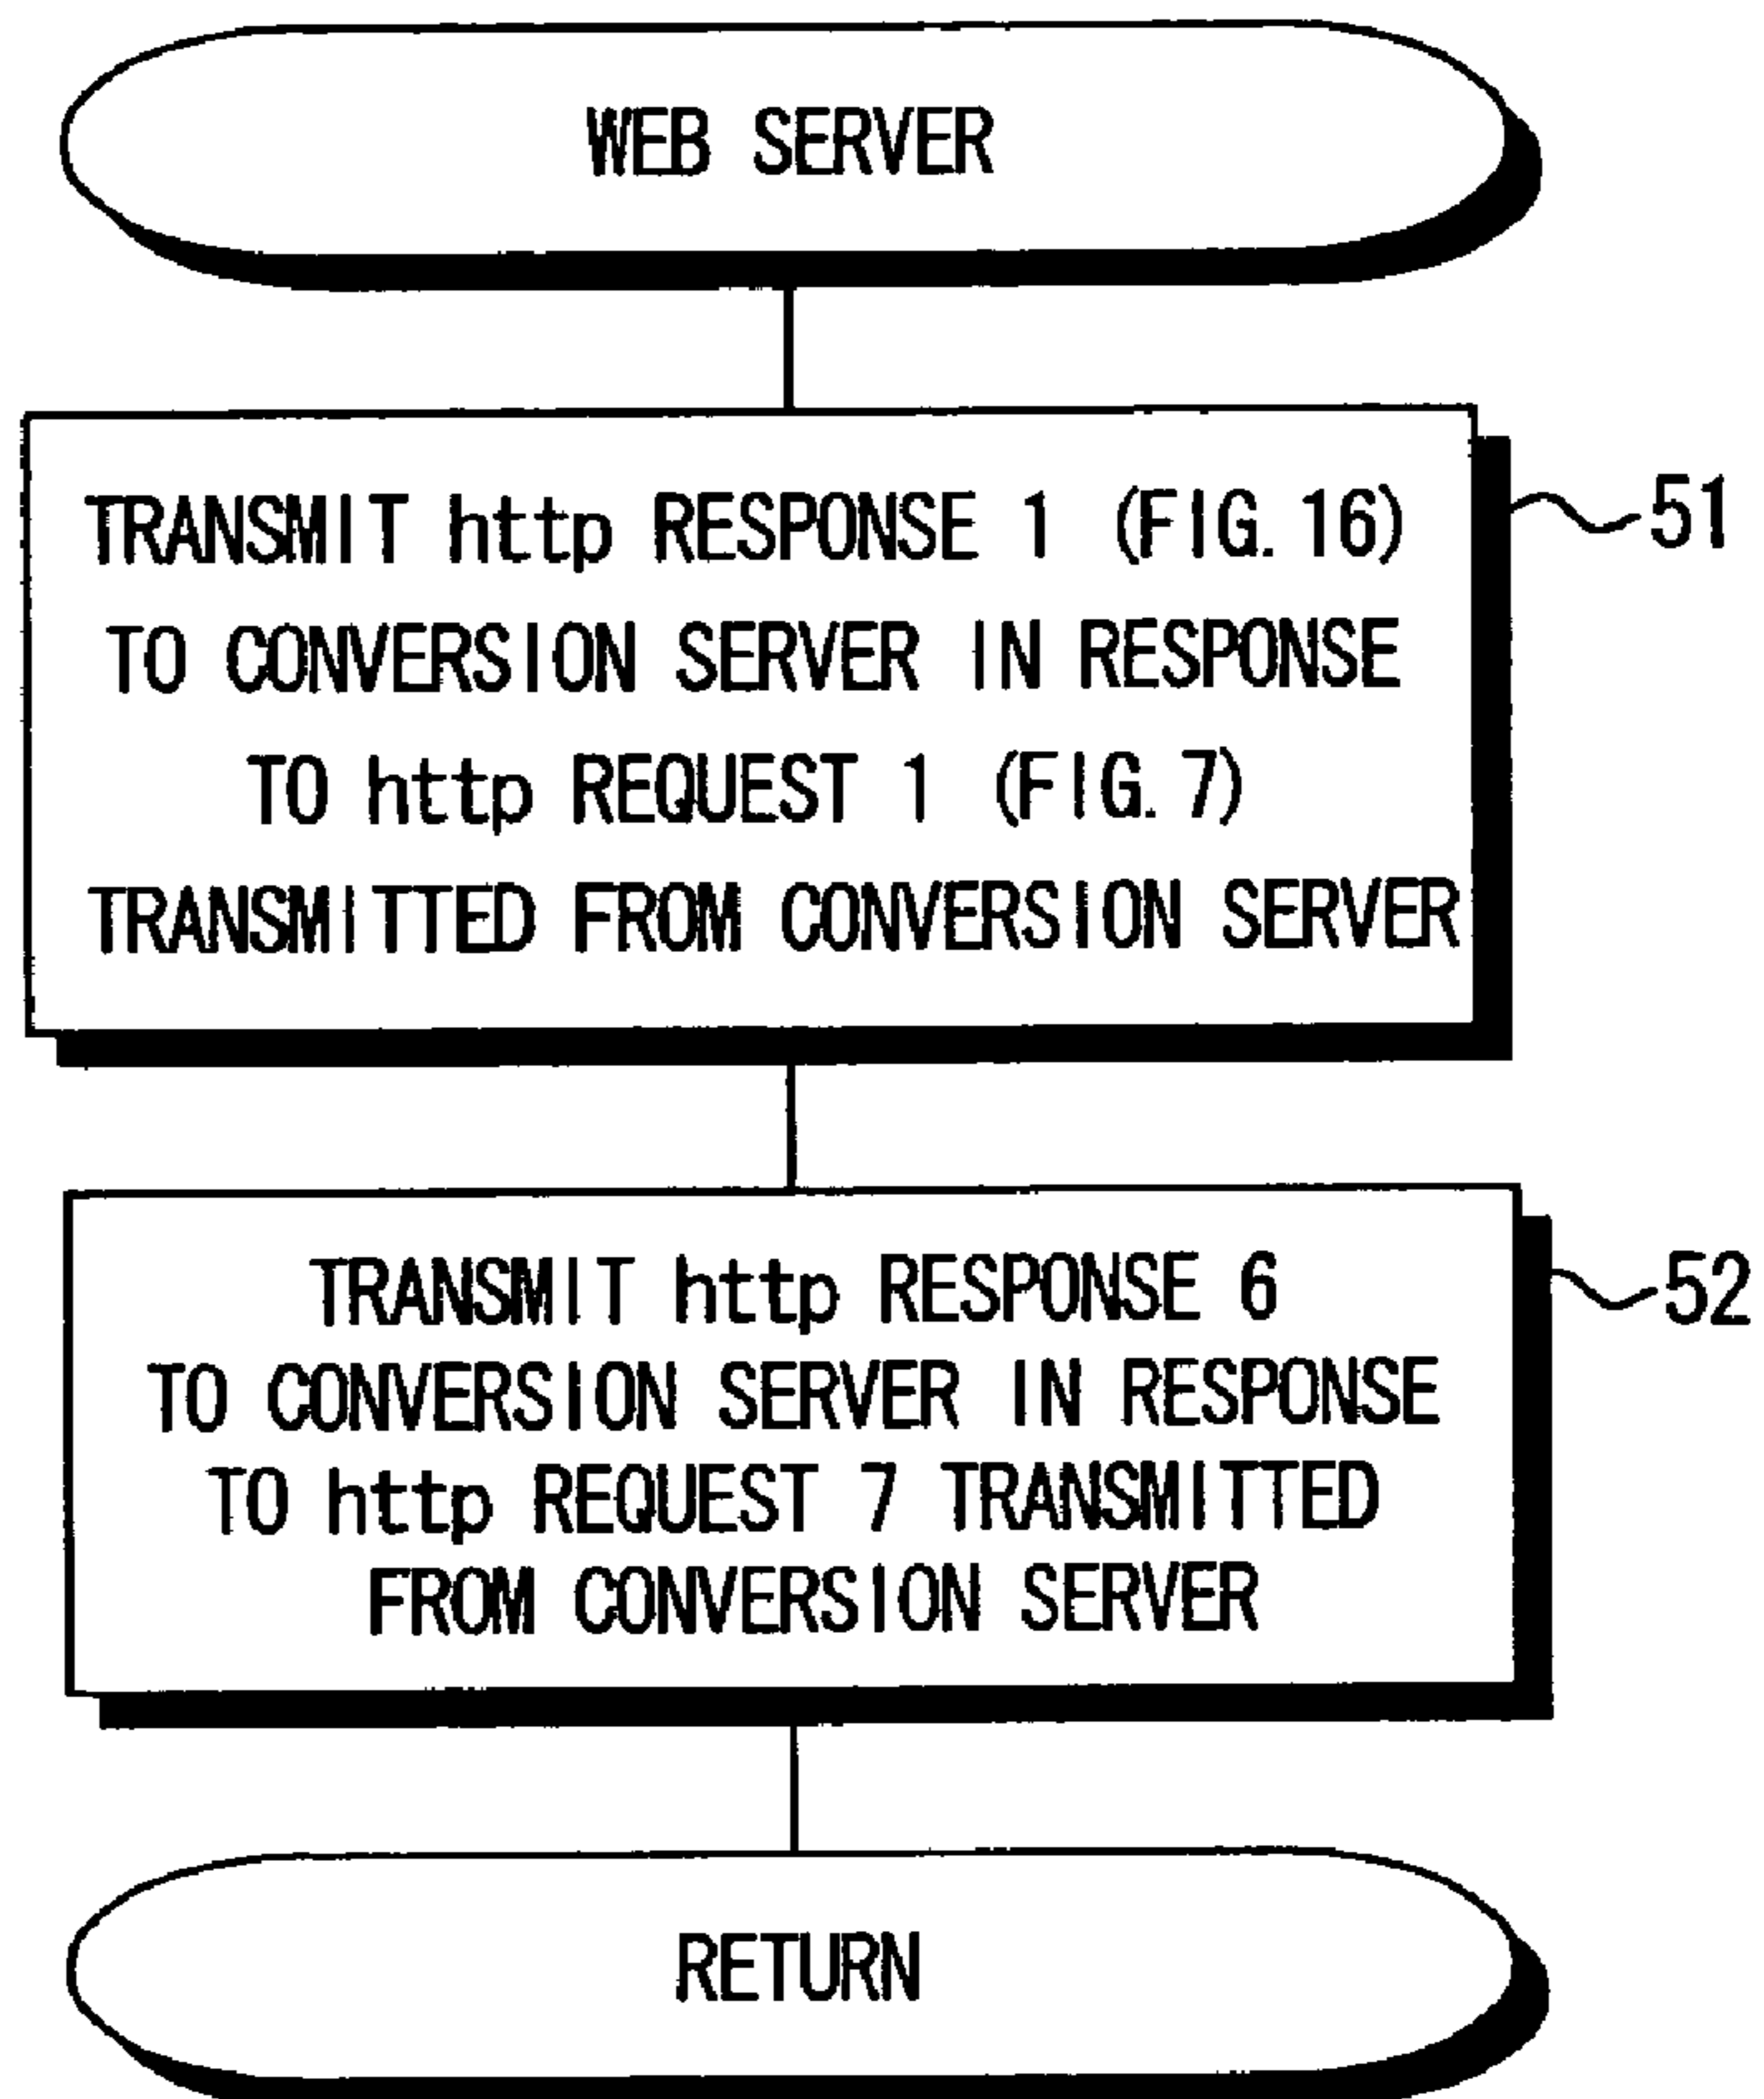 WEB SERVER
TRANSMIT http RESPONSE 1 (FIG. 16)
TO CONVERSION SERVER IN RESPONSE
TO http REQUEST 1 (FIG. 7)
TRANSMITTED FROM CONVERSION SERVER
51
TRANSMIT http RESPONSE 6
TO CONVERSION SERVER IN RESPONSE
TO http REQUEST 7 TRANSMITTED
FROM CONVERSION SERVER
52
RETURN